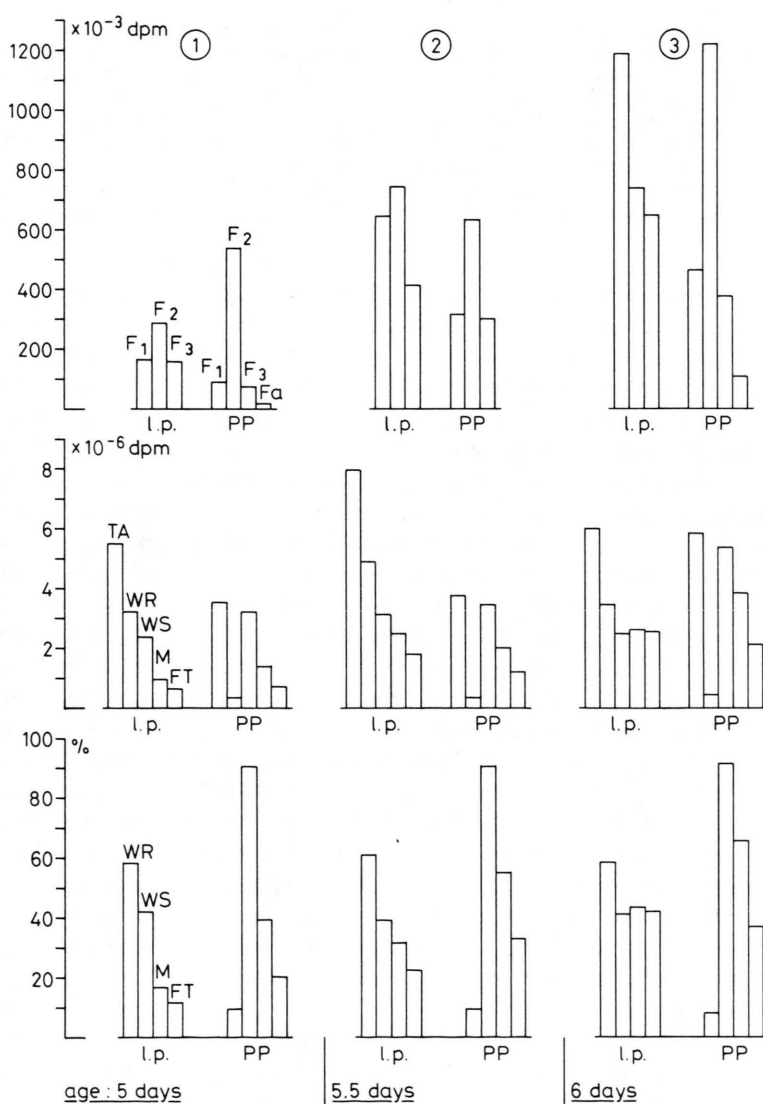 ×10⁻³ dpm
1 2 3
1200
1000
800
600
400
200
F₁ F₂ F₃
F₁ F₂ F₃ Fa
l.p. PP l.p. PP l.p. PP
×10⁻⁶ dpm
8
6
4
2
TA WR WS M FT
l.p. PP l.p. PP l.p. PP
100
%
80
60
40
20
WR WS M FT
l.p. PP l.p. PP l.p. PP
age: 5 days 5.5 days 6 days